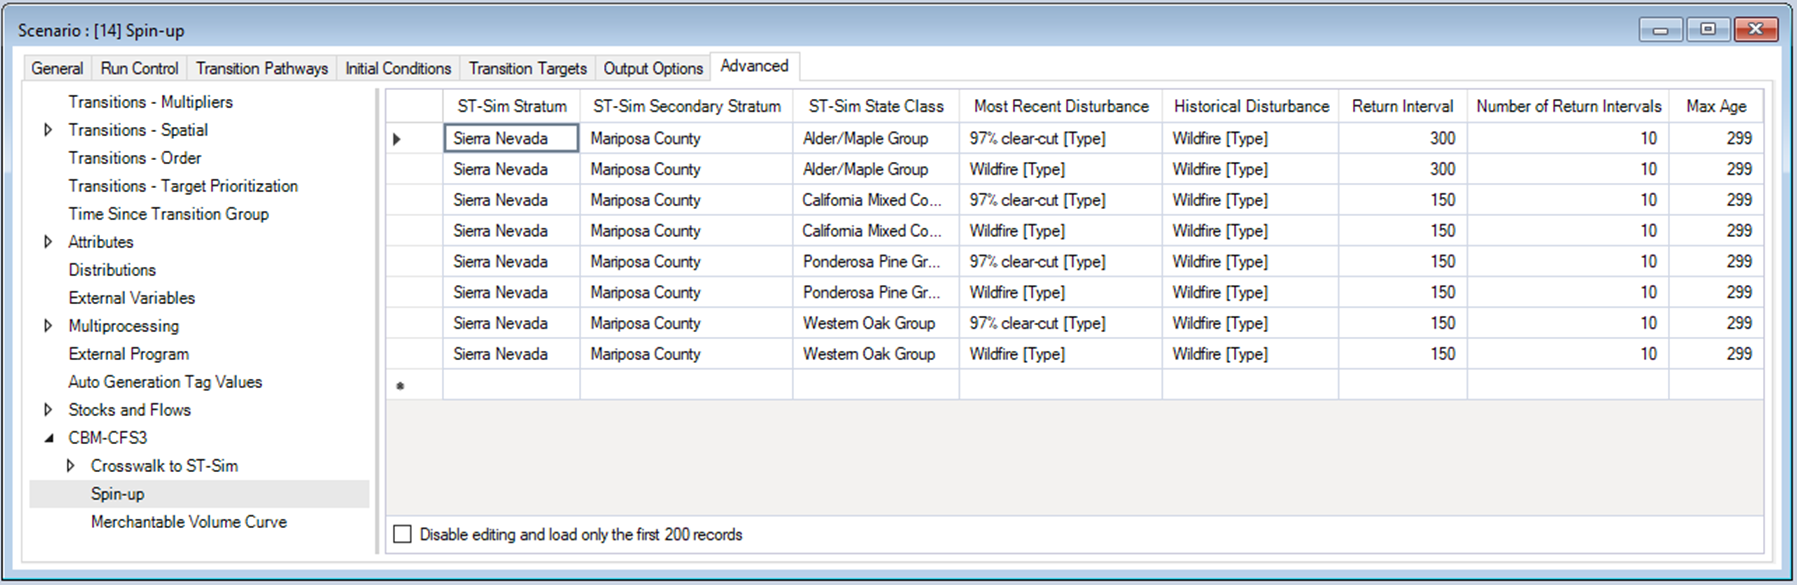 Scenario : [14] Spin-up
General Run Control Transition Pathways Initial Conditions Transition Targets Output Options Advanced
Transitions - Multipliers
Transitions - Spatial
Transitions - Order
Transitions - Target Prioritization
Time Since Transition Group
Attributes
Distributions
External Variables
Multiprocessing
External Program
Auto Generation Tag Values
Stocks and Flows
CBM-CFS3
Crosswalk to ST-Sim
Spin-up
Merchantable Volume Curve
ST-Sim Stratum ST-Sim Secondary Stratum ST-Sim State Class Most Recent Disturbance Historical Disturbance Return Interval Number of Return Intervals Max Age
Sierra Nevada Mariposa County Alder/Maple Group 97% clear-cut [Type] Wildfire [Type] 300 10 299
Sierra Nevada Mariposa County Alder/Maple Group Wildfire [Type] Wildfire [Type] 300 10 299
Sierra Nevada Mariposa County California Mixed Co... 97% clear-cut [Type] Wildfire [Type] 150 10 299
Sierra Nevada Mariposa County California Mixed Co... Wildfire [Type] Wildfire [Type] 150 10 299
Sierra Nevada Mariposa County Ponderosa Pine Gr... 97% clear-cut [Type] Wildfire [Type] 150 10 299
Sierra Nevada Mariposa County Ponderosa Pine Gr... Wildfire [Type] Wildfire [Type] 150 10 299
Sierra Nevada Mariposa County Western Oak Group 97% clear-cut [Type] Wildfire [Type] 150 10 299
Sierra Nevada Mariposa County Western Oak Group Wildfire [Type] Wildfire [Type] 150 10 299
Disable editing and load only the first 200 records